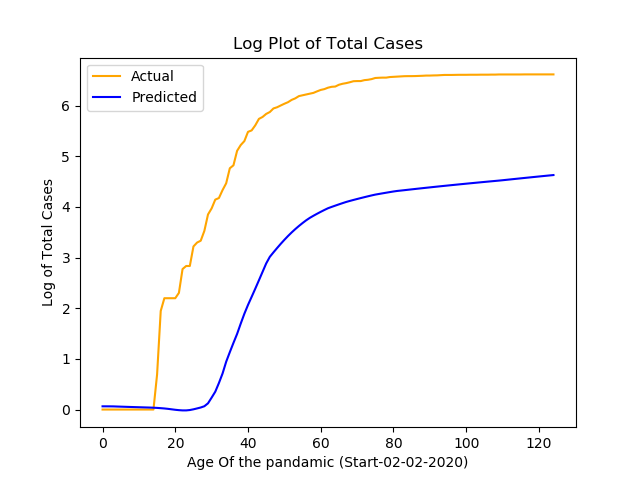 Log Plot of Total Cases
Actual
Predicted
Log of Total Cases
6
5
4
3
2
1
0
0 20 40 60 80 100 120
Age Of the pandamic (Start-02-02-2020)